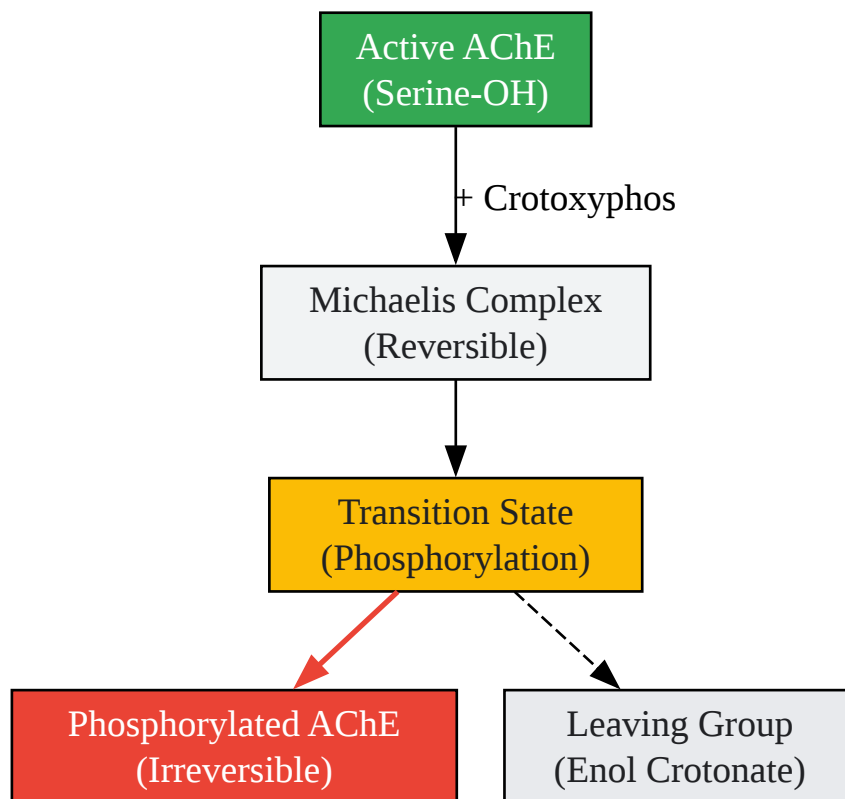 Active AChE
(Serine-OH)
+ Crotoxyphos
Michaelis Complex
(Reversible)
Transition State
(Phosphorylation)
Phosphorylated AChE
(Irreversible)
Leaving Group
(Enol Crotonate)